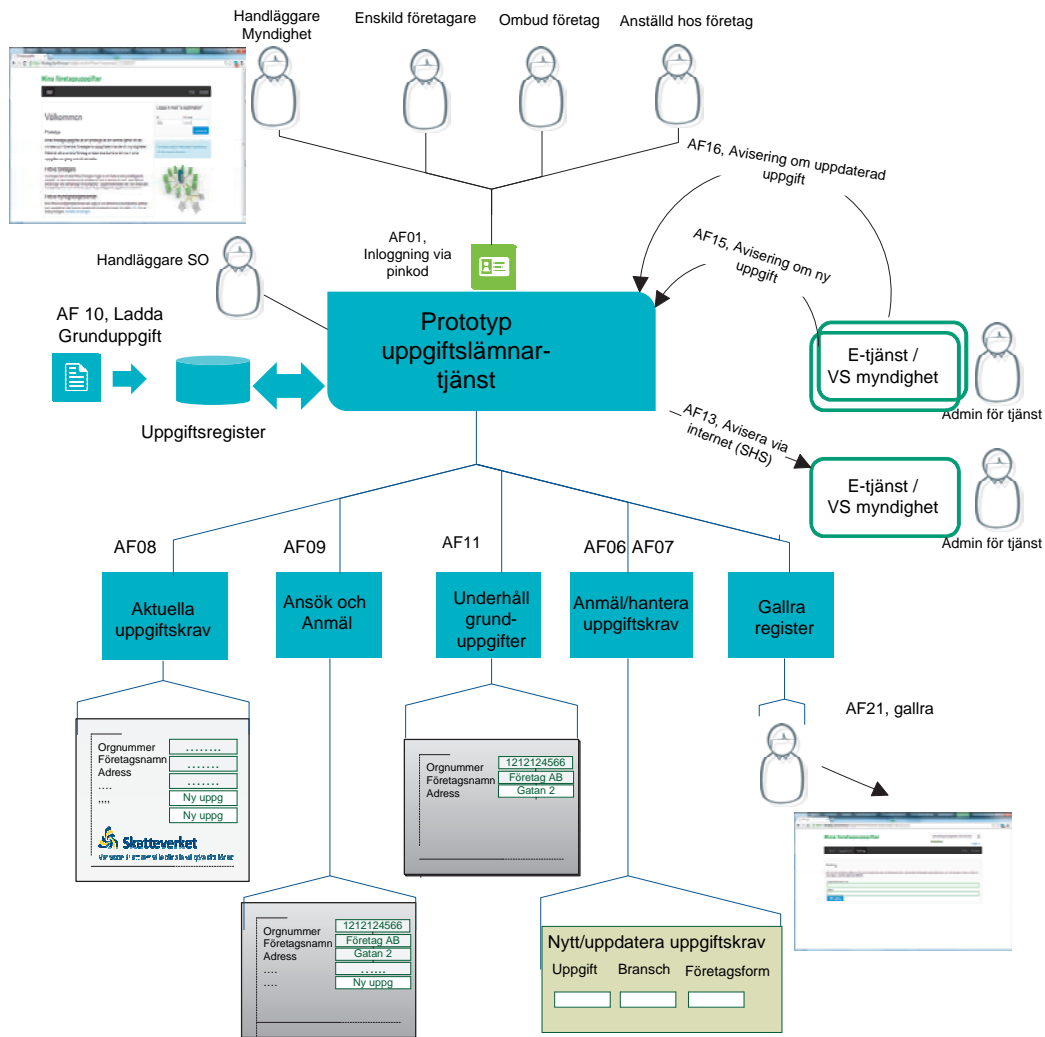 Handläggare
Myndighet
Enskild företagare
Ombud företag
Anställd hos företag
Mina företagsuppgifter
Välkommen
AF16, Avisering om uppdaterad
uppgift
AF15, Avisering om ny
uppgift
AF01,
Inloggning via
pinkod
Handläggare SO
AF 10, Ladda
Grunduppgift
Prototyp
uppgiftslämnar-
tjänst
E-tjänst /
VS myndighet
Admin för tjänst
Uppgiftsregister
AF13, Avisera via
internet (SHS)
E-tjänst /
VS myndighet
Admin för tjänst
AF08
AF09
AF11
AF06
AF07
Aktuella
uppgiftskrav
Ansök och
Anmäl
Underhåll
grund-
uppgifter
Anmäl/hantera
uppgiftskrav
Gallra
register
AF21, gallra
Orgnummer ........
Företagsnamn .......
Adress .......
.... Ny uppg
,,,, Ny uppg
Skatteverket
Orgnummer 1212124566
Företagsnamn Företag AB
Adress Gatan 2
Mina företagsuppgifter
Orgnummer 1212124566
Företagsnamn Företag AB
Adress Gatan 2
.... ......
.... Ny uppg
Nytt/uppdatera uppgiftskrav
Uppgift Bransch Företagsform